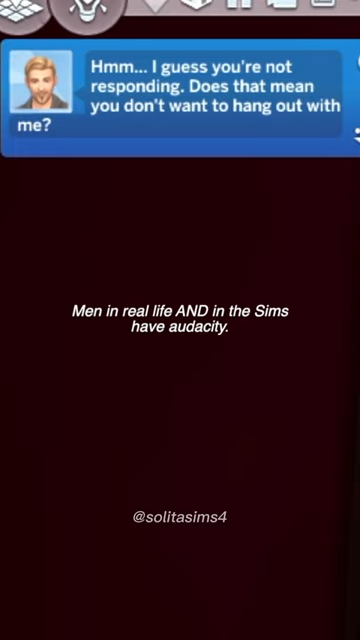 Hmm... I guess you're not
responding. Does that mean
you don't want to hang out with
me?
Men in real life AND in the Sims
have audacity.
@solitasims4